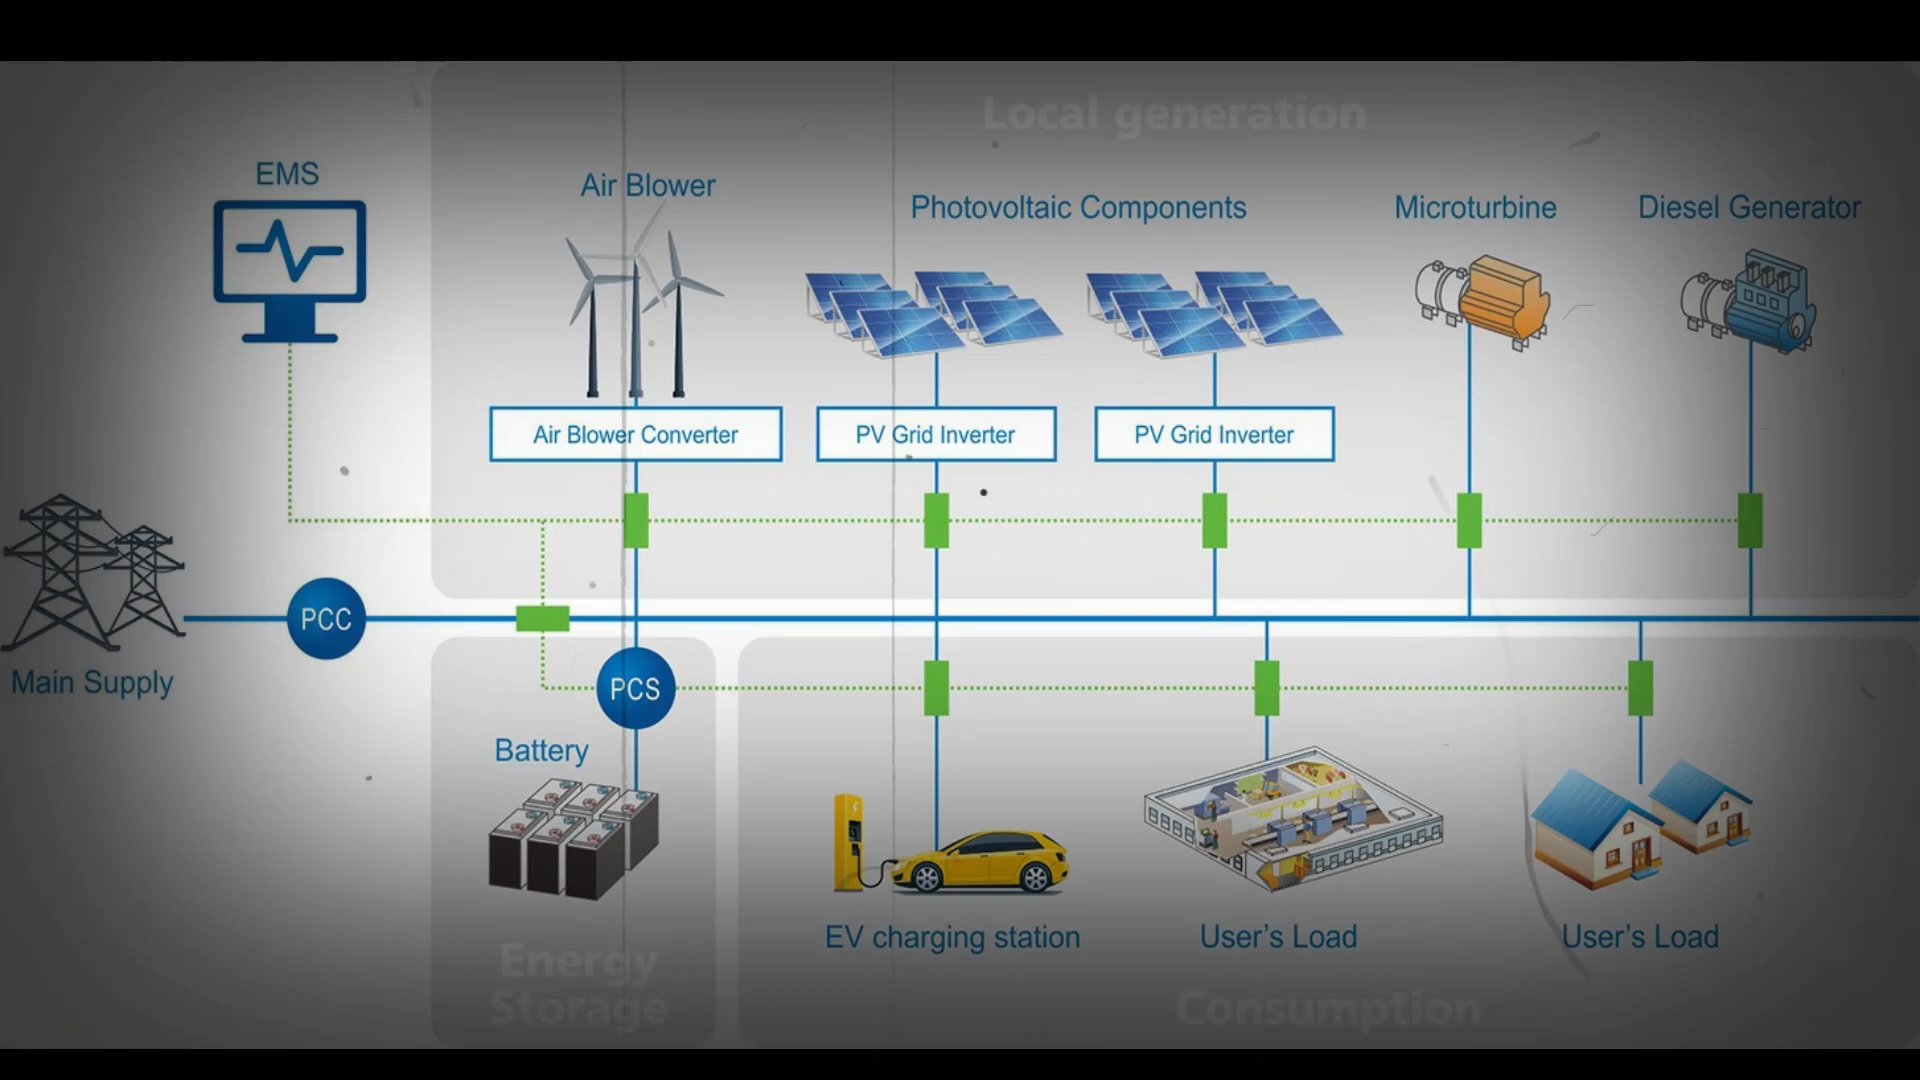 Local generation
EMS
Air Blower
Photovoltaic Components
Microturbine
Diesel Generator
Air Blower Converter
PV Grid Inverter
PV Grid Inverter
PCC
Main Supply
PCS
Battery
EV charging station
User's Load
User's Load
Energy
Storage
Consumption